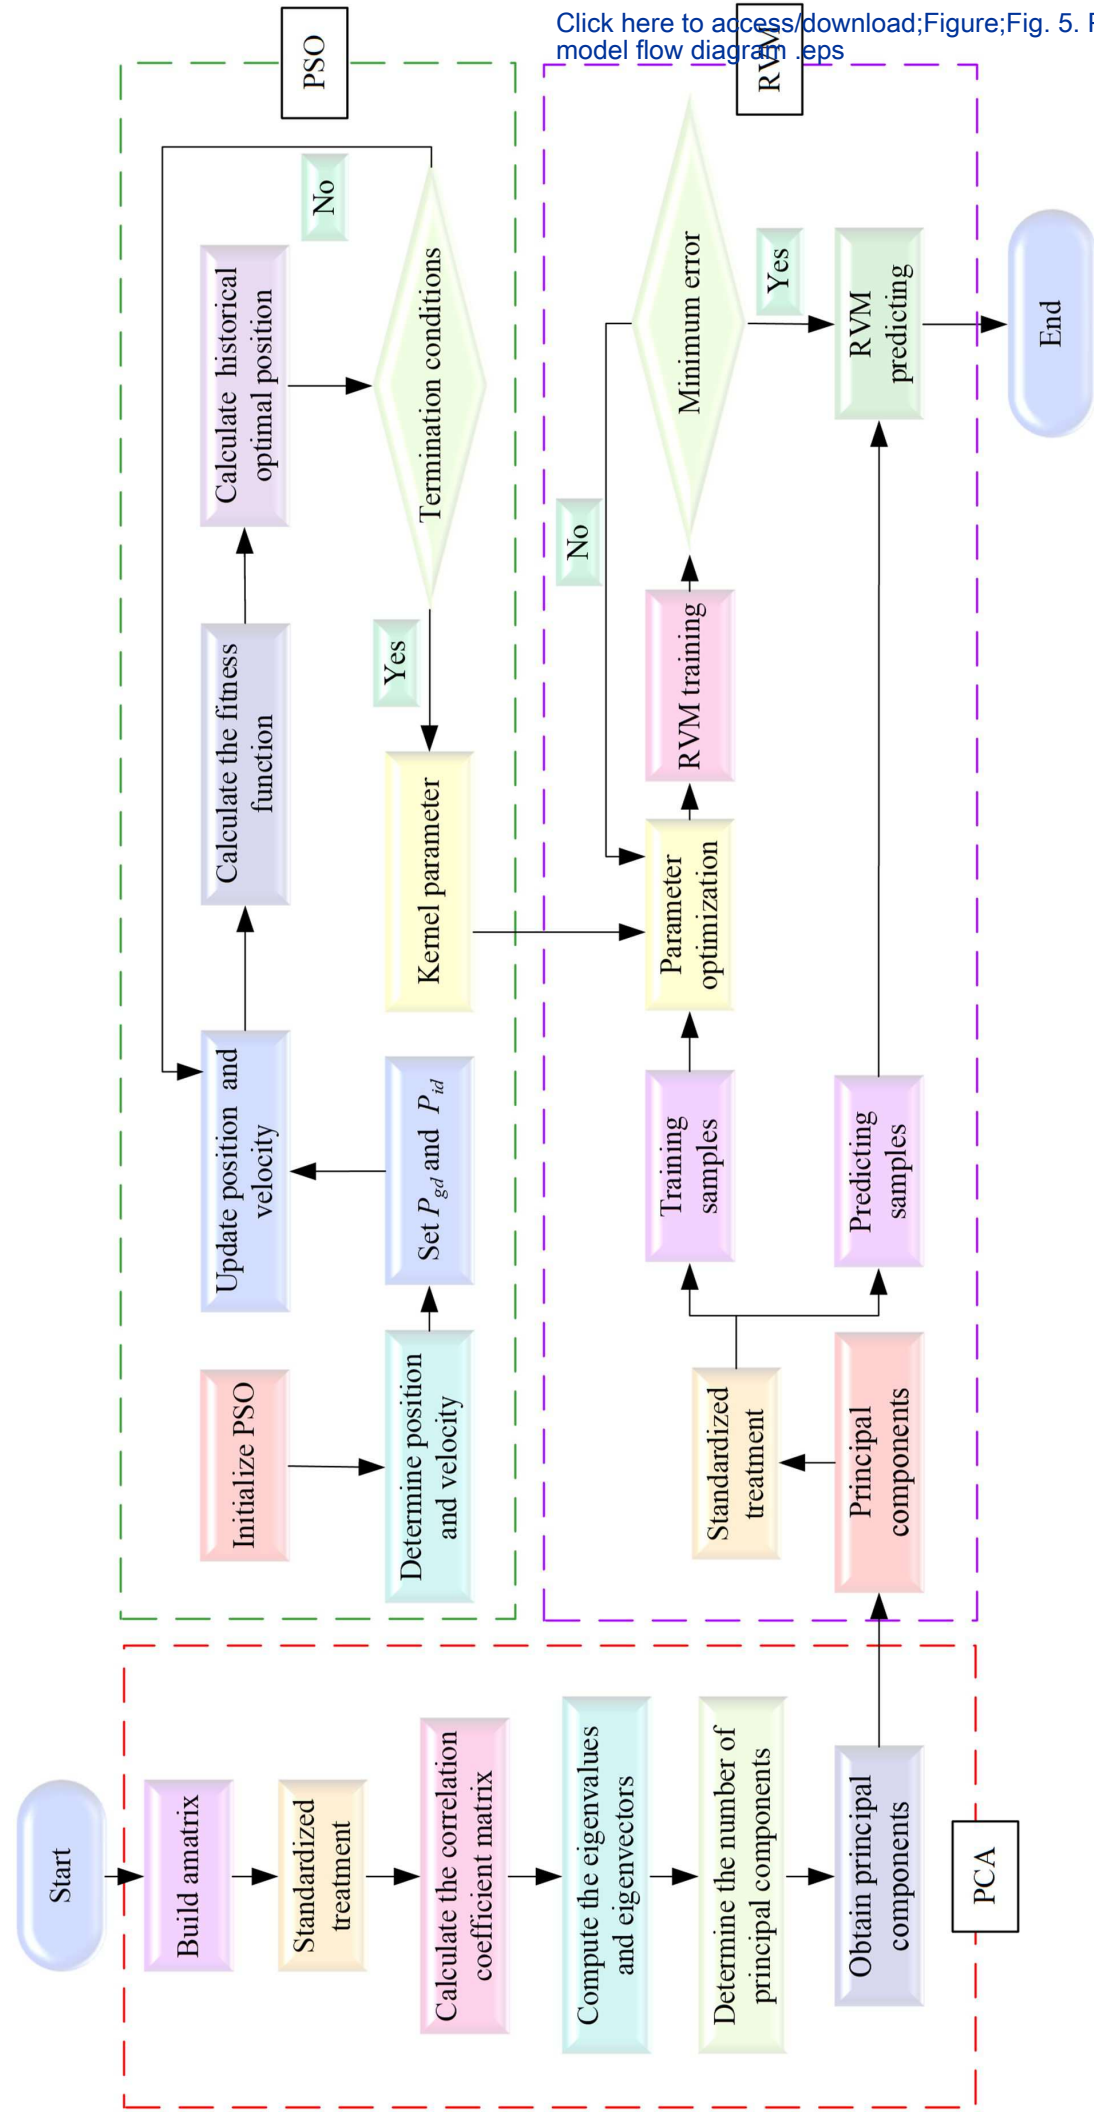 Click here to access/download;Figure;Fig. 5.
model flow diagram .eps
Start
Build amatrix
Standardized
treatment
Calculate the correlation
coefficient matrix
Compute the eigenvalues
and eigenvectors
Determine the number of
principal components
Obtain principal
components
PCA
PSO
Initialize PSO
Determine position
and velocity
Set P_gd and P_id
Update position and
velocity
Calculate the fitness
function
Calculate historical
optimal position
Termination conditions
No
Yes
Kernel parameter
RVM
Principal
components
Standardized
treatment
Training
samples
Predicting
samples
Parameter
optimization
RVM training
Minimum error
No
Yes
RVM
predicting
End